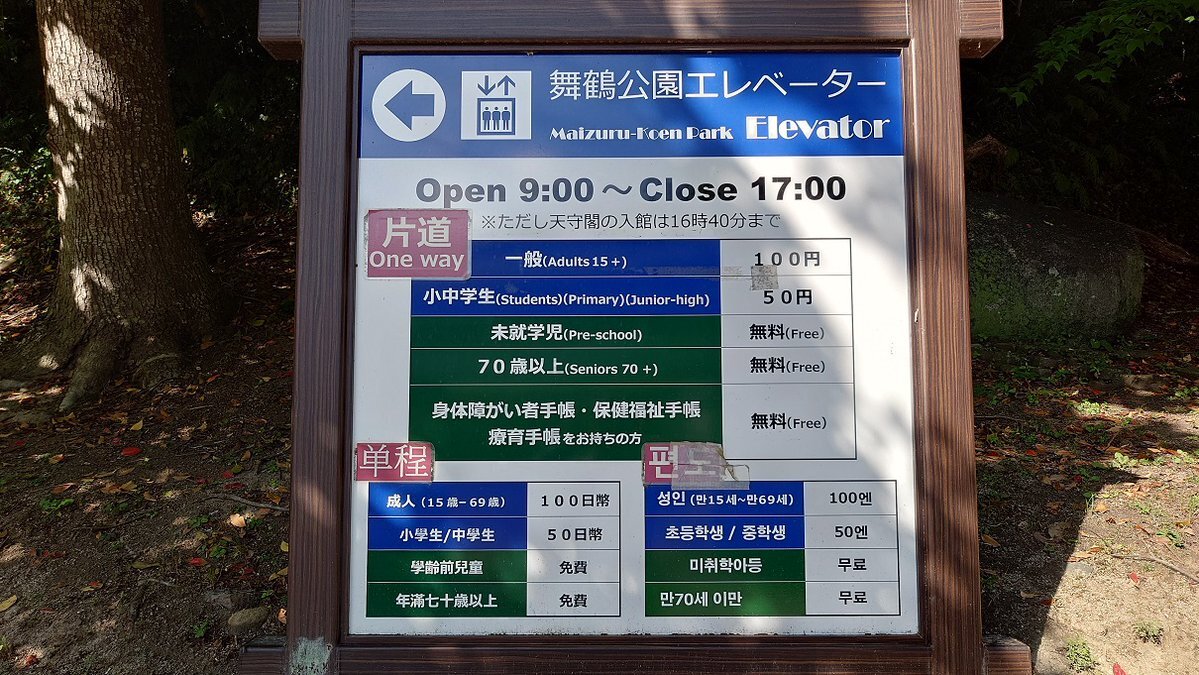 舞鶴公園エレベーター
Maizuru-Koen Park Elevator
Open 9:00～Close 17:00
※ただし天守閣の入館は16時40分まで
片道
One way
一般(Adults 15+) 100円
小中学生(Students)(Primary)(Junior-high) 50円
未就学児(Pre-school) 無料(Free)
70歳以上(Seniors 70+) 無料(Free)
身体障がい者手帳・保健福祉手帳
療育手帳をお持ちの方 無料(Free)
单程
成人(15歳−69歳) 100日幣
小學生/中學生 50日幣
學齡前兒童 免費
年滿七十歲以上 免費
편도
성인(만15세~만69세) 100엔
초등학생 / 중학생 50엔
미취학아등 무료
만70세 이만 무료